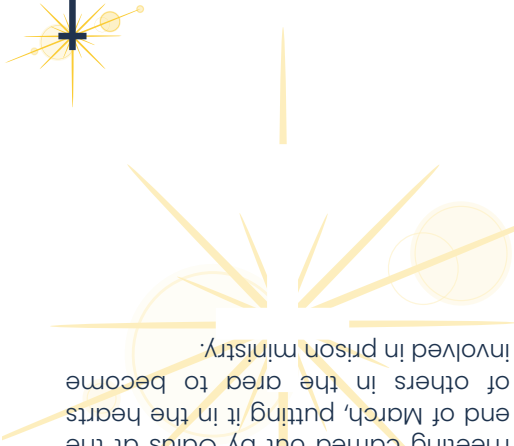 meeting carried out by Odilis at the
end of March, putting it in the hearts
of others in the area to become
involved in prison ministry.